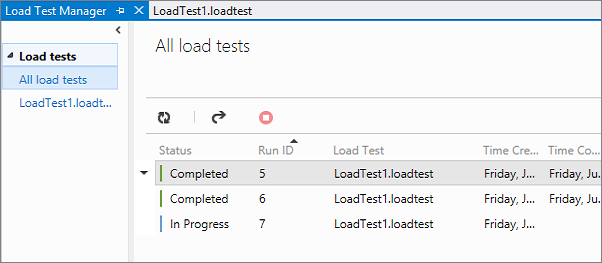 Load Test Manager
LoadTest1.loadtest
Load tests
All load tests
LoadTest1.loadt...
All load tests
Status Run ID Load Test Time Cre... Time Co...
Completed 5 LoadTest1.loadtest Friday, J... Friday, Ju...
Completed 6 LoadTest1.loadtest Friday, J... Friday, Ju...
In Progress 7 LoadTest1.loadtest Friday, J...